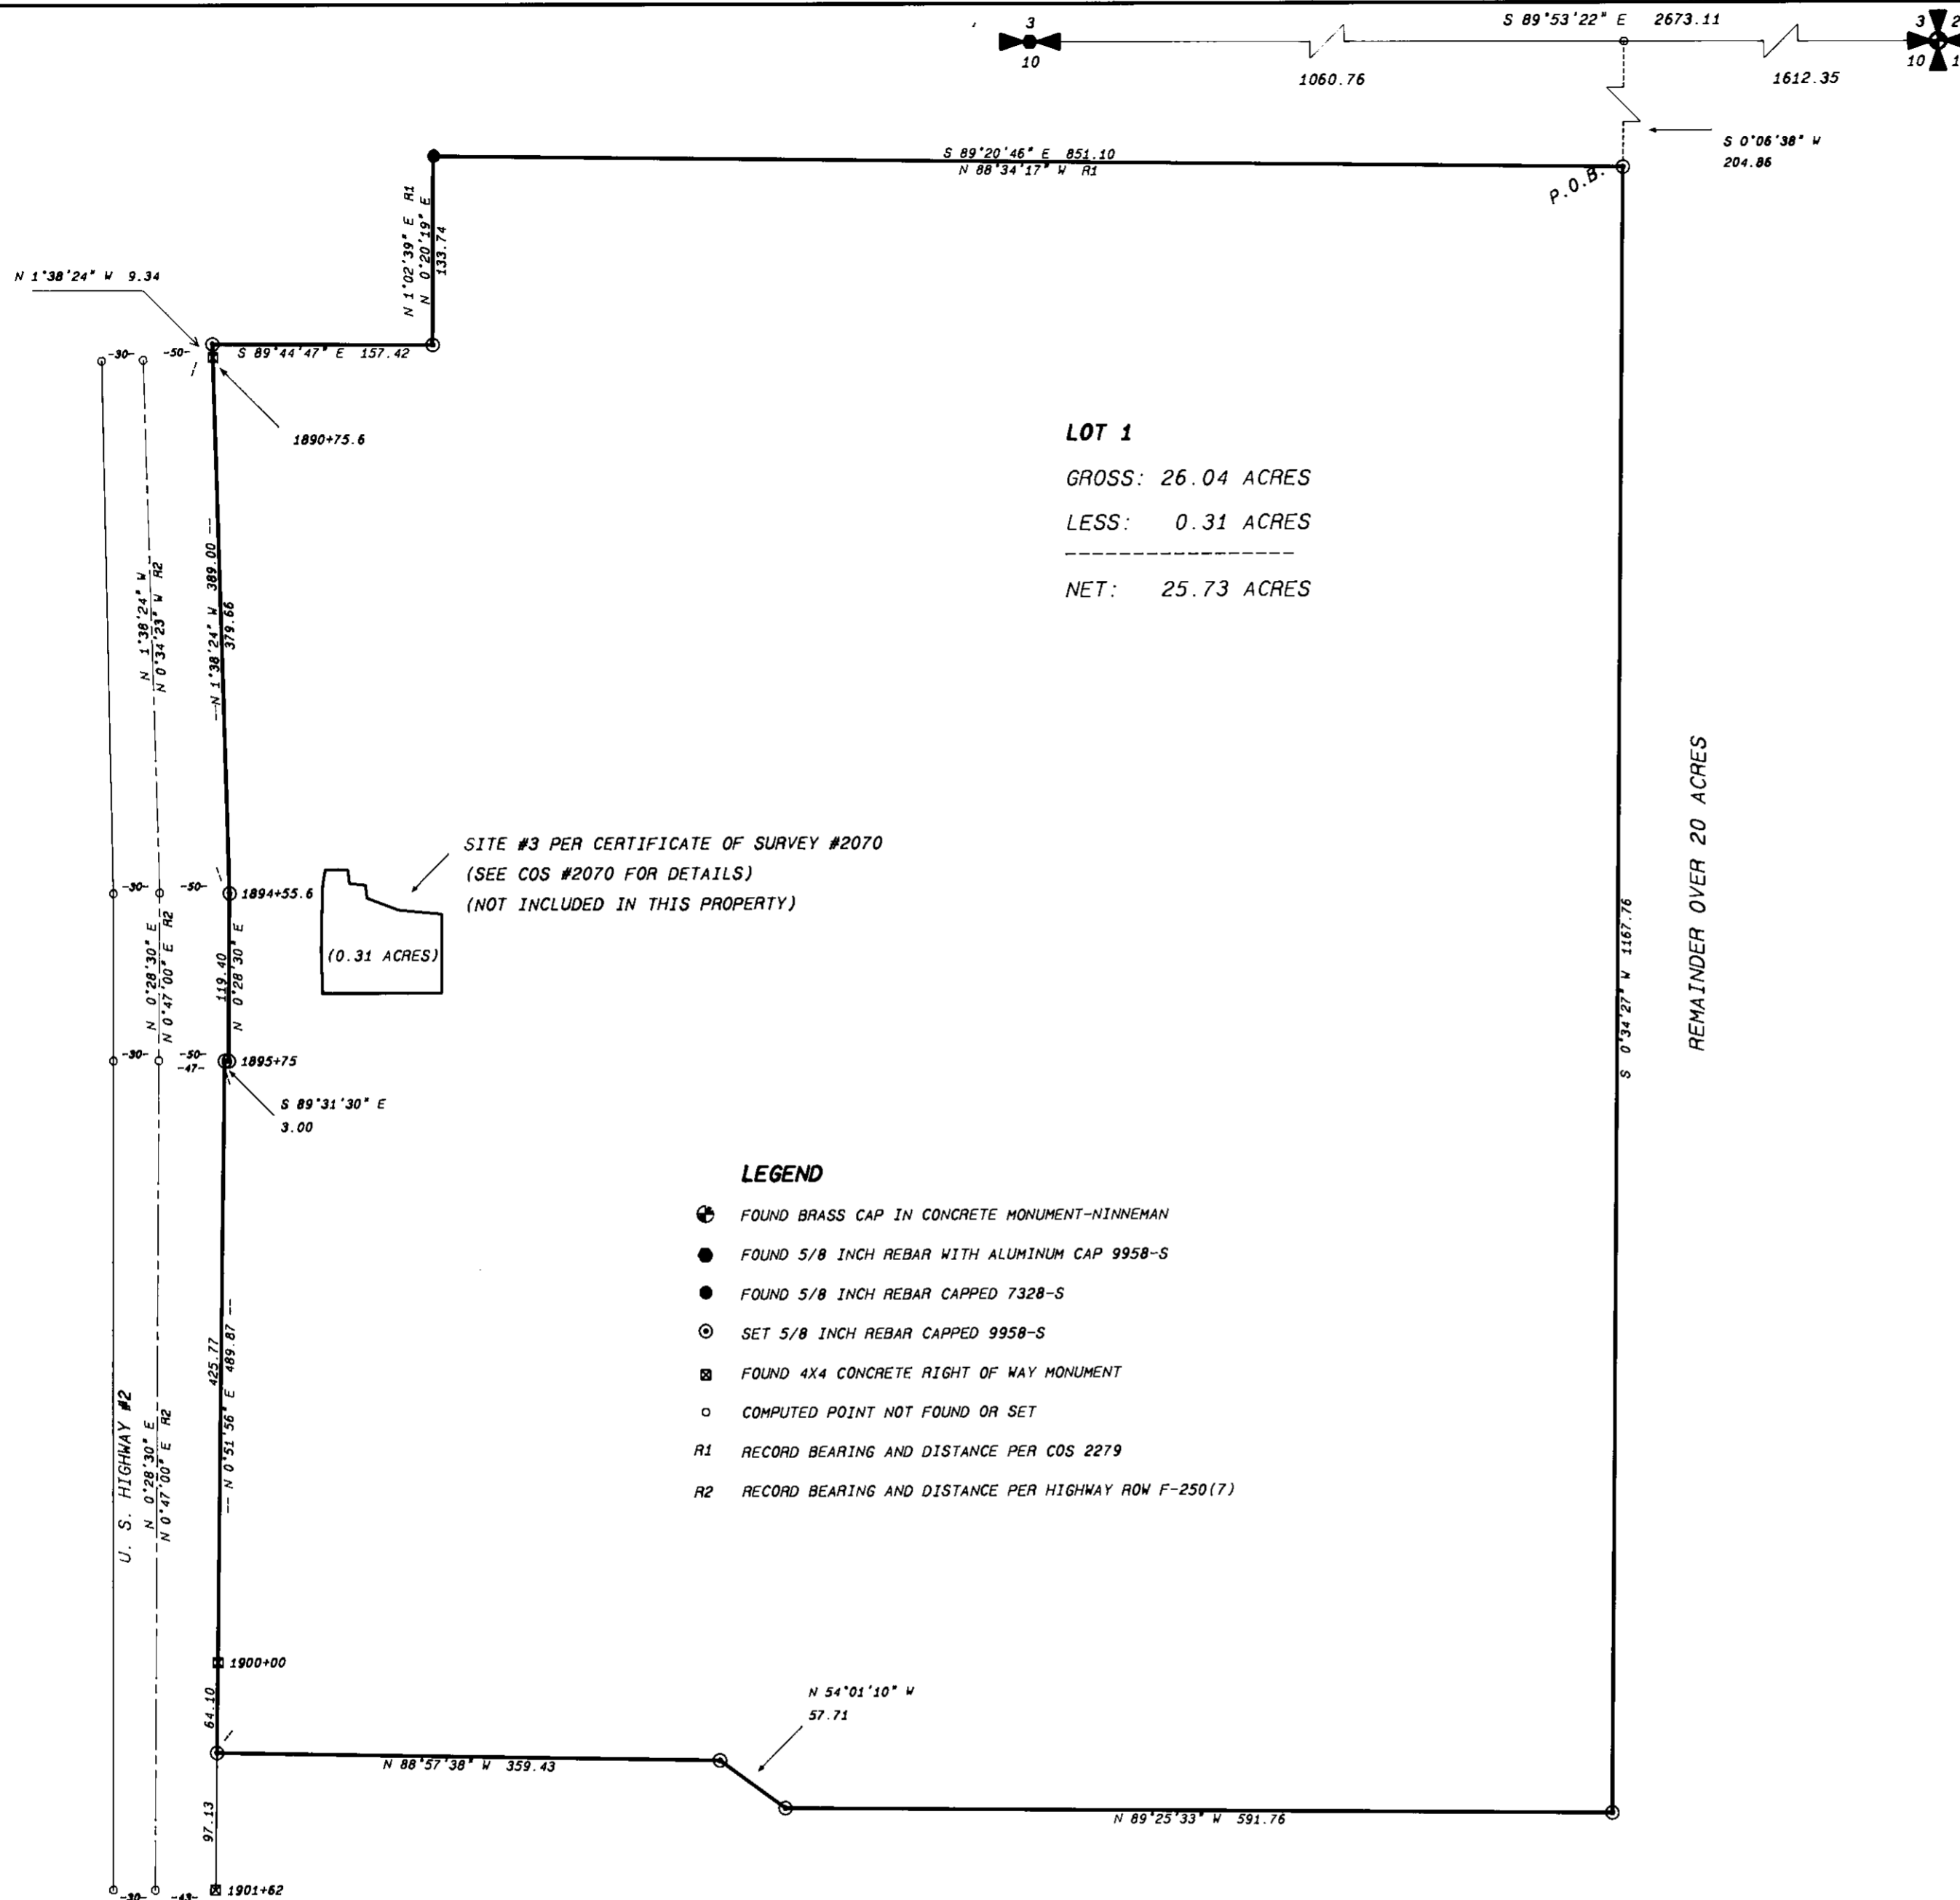 3
10
S 89°53'22" E 2673.11
3 2
10 1
1060.76
1612.35
S 0°06'38" W
204.86
S 89°20'46" E 851.10
N 88°34'17" W R1
P.O.B.
N 1°02'39" E R1
N 0°20'19" E
133.74
N 1°38'24" W 9.34
-30-
-50-
S 89°44'47" E 157.42
1890+75.6
LOT 1
GROSS: 26.04 ACRES
LESS: 0.31 ACRES
NET: 25.73 ACRES
N 1°38'24" W
N 0°34'23" W R2
N 1°38'24" W 389.00
379.66
SITE #3 PER CERTIFICATE OF SURVEY #2070
(SEE COS #2070 FOR DETAILS)
(NOT INCLUDED IN THIS PROPERTY)
(0.31 ACRES)
-30-
-50-
1894+55.6
N 0°28'30" E
N 0°47'00" E R2
119.40
N 0°28'30" E
-30-
-50-
-47-
1895+75
S 89°31'30" E
3.00
S 0°34'27" W 1167.76
REMAINDER OVER 20 ACRES
LEGEND
FOUND BRASS CAP IN CONCRETE MONUMENT-NINNEMAN
FOUND 5/8 INCH REBAR WITH ALUMINUM CAP 9958-S
FOUND 5/8 INCH REBAR CAPPED 7328-S
SET 5/8 INCH REBAR CAPPED 9958-S
FOUND 4X4 CONCRETE RIGHT OF WAY MONUMENT
COMPUTED POINT NOT FOUND OR SET
R1 RECORD BEARING AND DISTANCE PER COS 2279
R2 RECORD BEARING AND DISTANCE PER HIGHWAY ROW F-250(7)
U. S. HIGHWAY #2
N 0°28'30" E
N 0°47'00" E R2
425.77
N 0°51'56" E 489.87
1900+00
64.10
N 54°01'10" W
57.71
N 88°57'38" W 359.43
N 89°25'33" W 591.76
97.13
-30-
-43-
1901+62